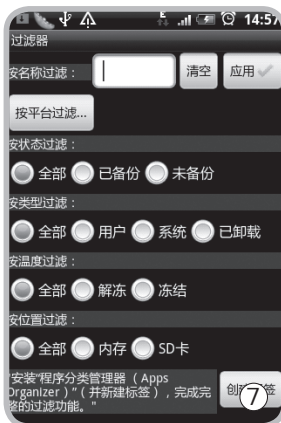 14:57
过滤器
按名称过滤：
清空
应用
按平台过滤...
按状态过滤：
全部 已备份 未备份
按类型过滤：
全部 用户 系统 已卸载
按温度过滤：
全部 解冻 冻结
按位置过滤：
全部 内存 SD卡
"安装"程序分类管理器（Apps
Organizer）"(并新建标签），完成完
整的过滤功能。"
7